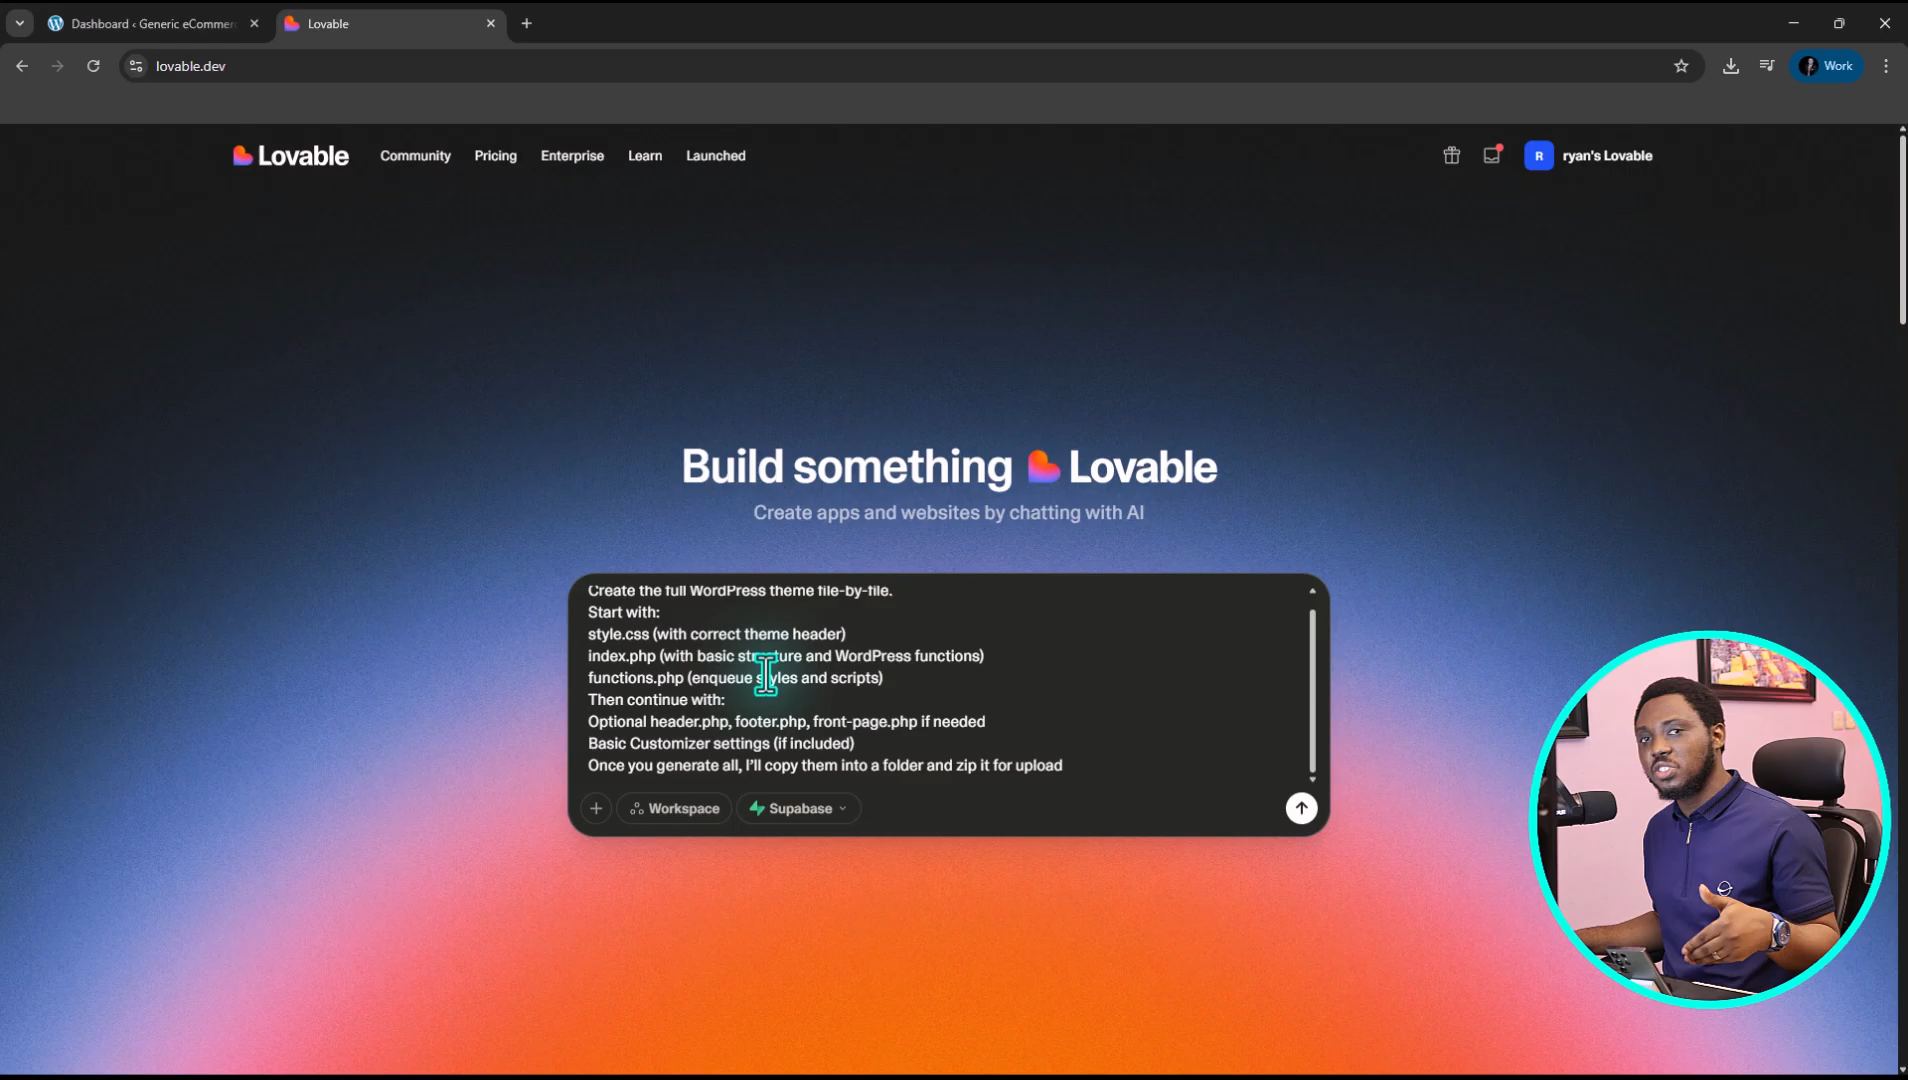 Dashboard ‹ Generic eCommer
Lovable
lovable.dev
Work
Lovable
Community
Pricing
Enterprise
Learn
Launched
R
ryan's Lovable
Build something Lovable
Create apps and websites by chatting with AI
Create the full WordPress theme file-by-file.
Start with:
style.css (with correct theme header)
index.php (with basic structure and WordPress functions)
functions.php (enqueue styles and scripts)
Then continue with:
Optional header.php, footer.php, front-page.php if needed
Basic Customizer settings (if included)
Once you generate all, I'll copy them into a folder and zip it for upload
Workspace
Supabase